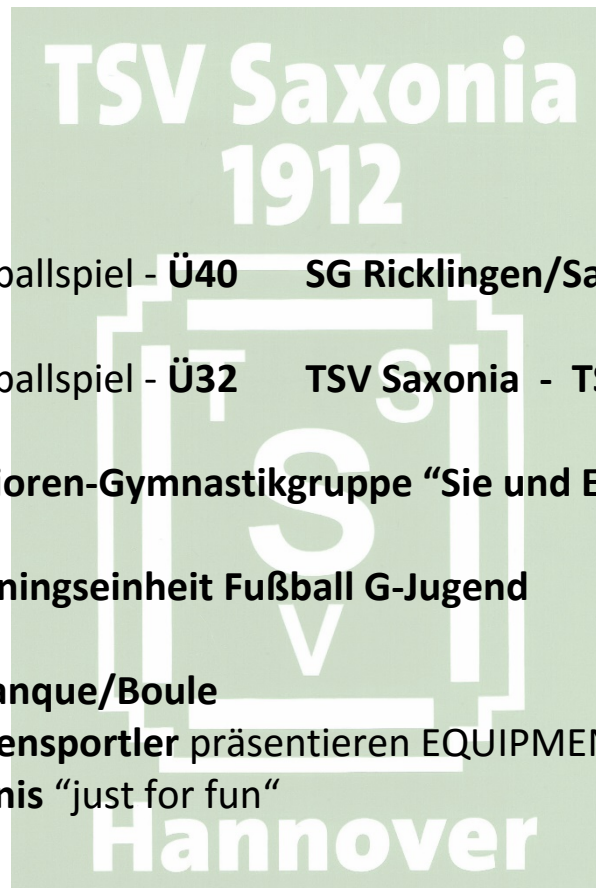 TSV Saxonia
1912
ballspiel - Ü40 SG Ricklingen/Sa
ballspiel - Ü32 TSV Saxonia - TS
T S
ioren-Gymnastikgruppe “Sie und E
S
ningseinheit Fußball G-Jugend
V
anque/Boule
ensportler präsentieren EQUIPMEN
nis “just for fun“
Hannover